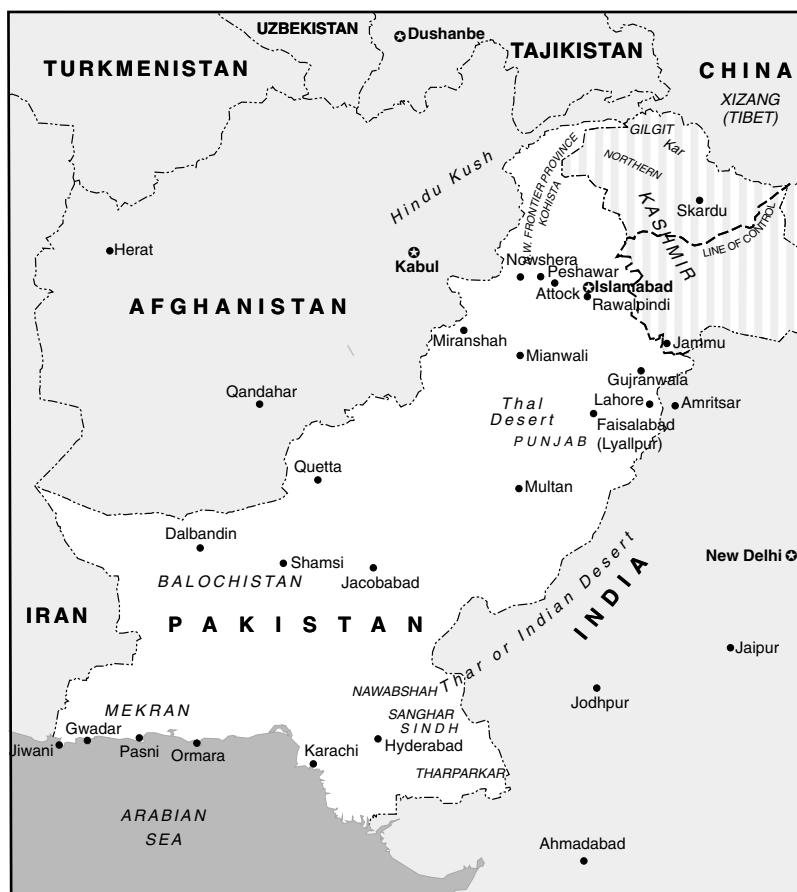 UZBEKISTAN
Dushanbe
TAJIKISTAN
TURKMENISTAN
CHINA
XIZANG
(TIBET)
GILGIT
Kar
NORTHERN
N.W. FRONTIER PROVINCE
KOHISTA
Hindu Kush
KASHMIR
Skardu
LINE OF CONTROL
Herat
Kabul
Nowshera
Peshawar
Islamabad
Attock
Rawalpindi
AFGHANISTAN
Miranshah
Mianwali
Jammu
Gujranwala
Qandahar
Lahore
Amritsar
Thal
Desert
Faisalabad
(Lyallpur)
PUNJAB
Quetta
Multan
Dalbandin
Shamsi
Jacobabad
BALOCHISTAN
New Delhi
Thar or Indian Desert
INDIA
IRAN
PAKISTAN
Jaipur
NAWABSHAH
Jodhpur
MEKRAN
SANGHAR
SINDH
Gwadar
Jiwani
Pasni
Ormara
Karachi
Hyderabad
THARPARKAR
ARABIAN
SEA
Ahmadabad